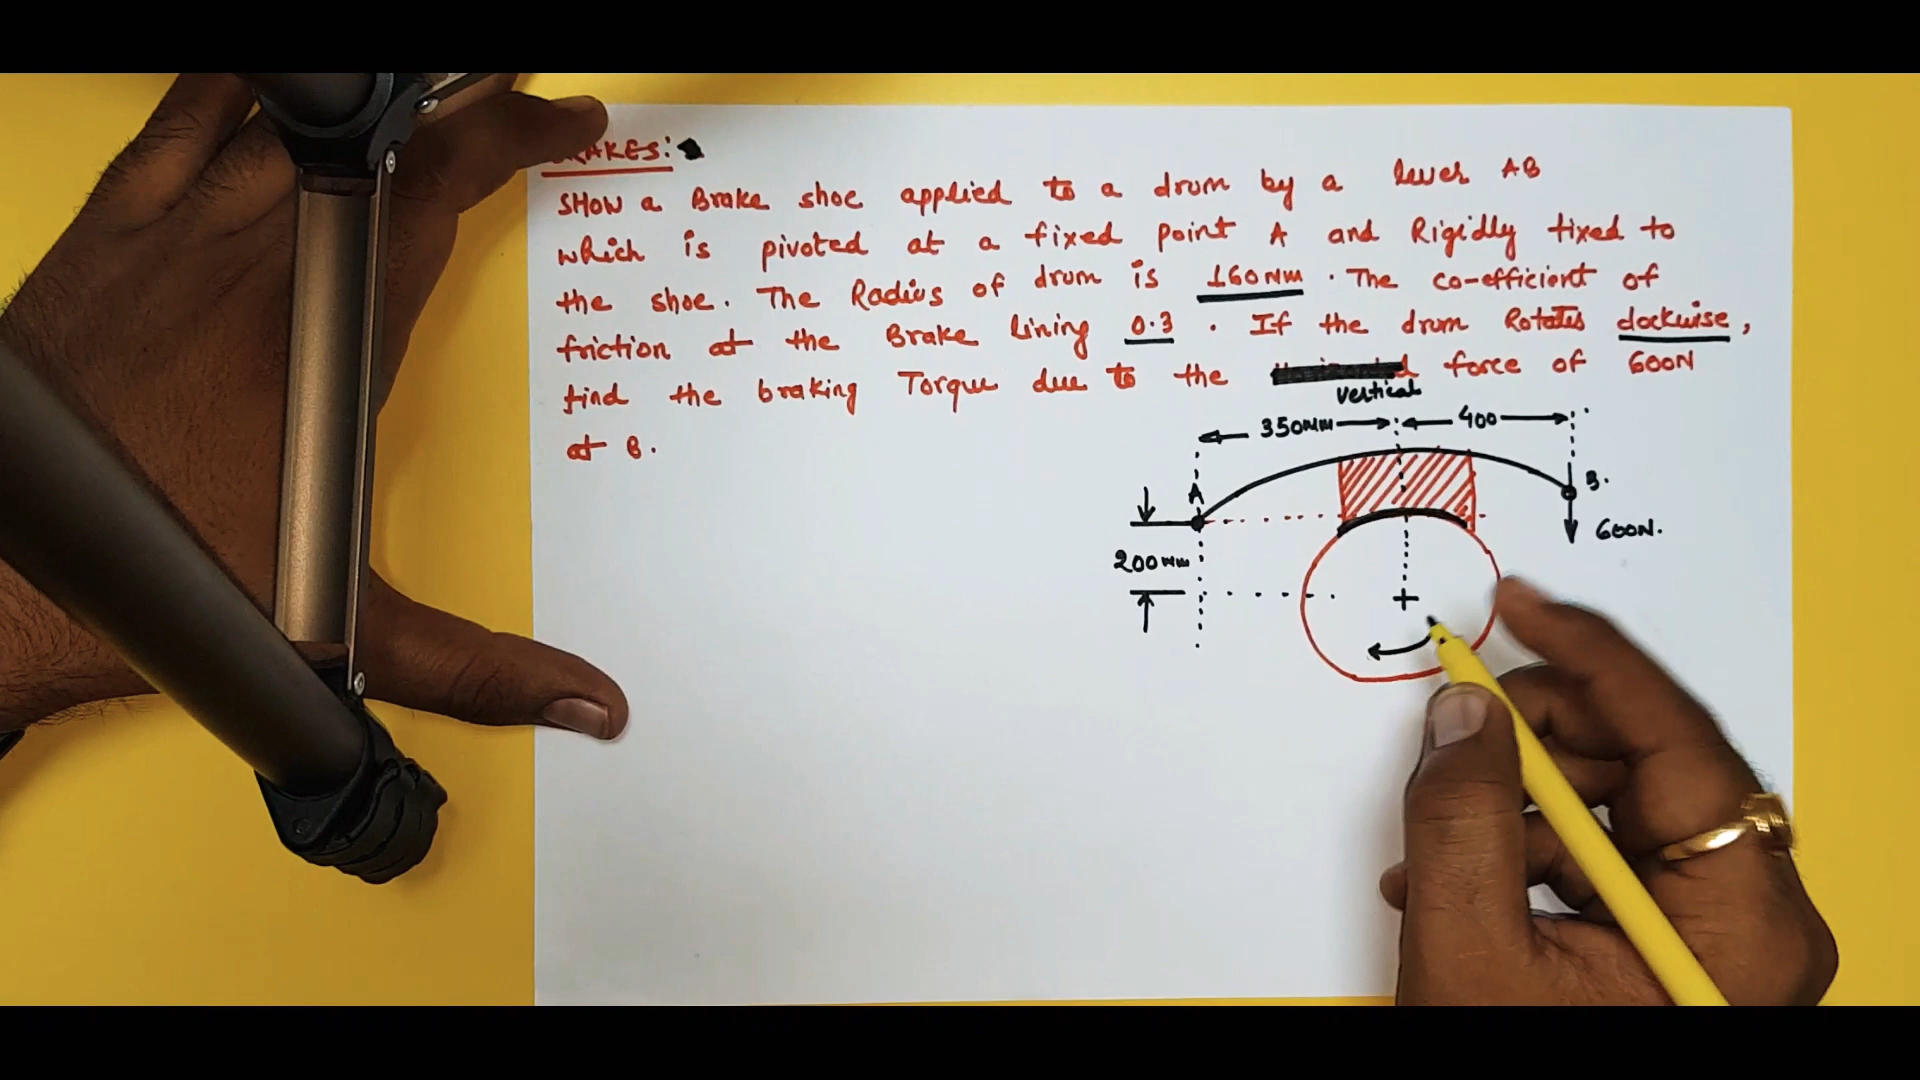 BRAKES:
SHOW a Brake shoe applied to a drum by a lever AB
which is pivoted at a fixed point A and Rigidly fixed to
the shoe. The Radius of drum is 160MM. The co-efficient of
friction at the Brake lining 0.3. If the drum Rotates clockwise,
find the braking Torque due to the force of 600N
vertical
at B.
350MM 400
A
B.
600N.
200MM